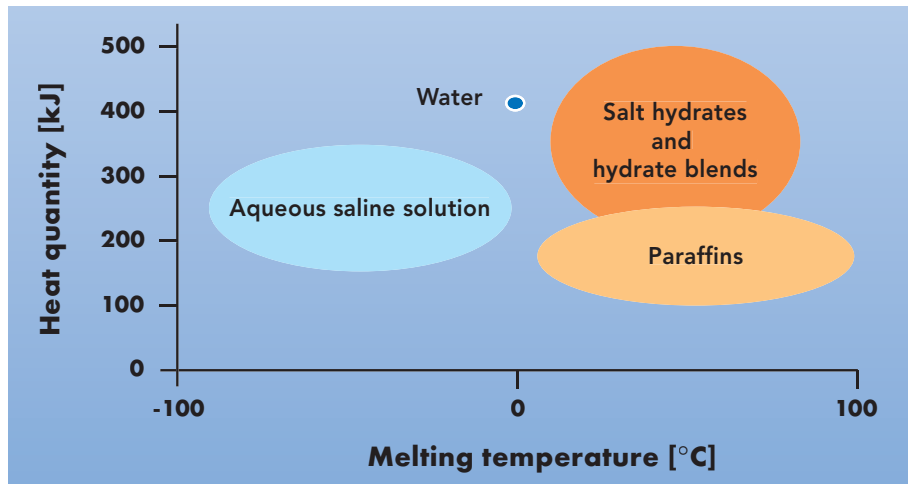 Heat quantity [kJ]
500
400
300
200
100
0
Water
Salt hydrates
and
hydrate blends
Aqueous saline solution
Paraffins
-100
0
100
Melting temperature [°C]